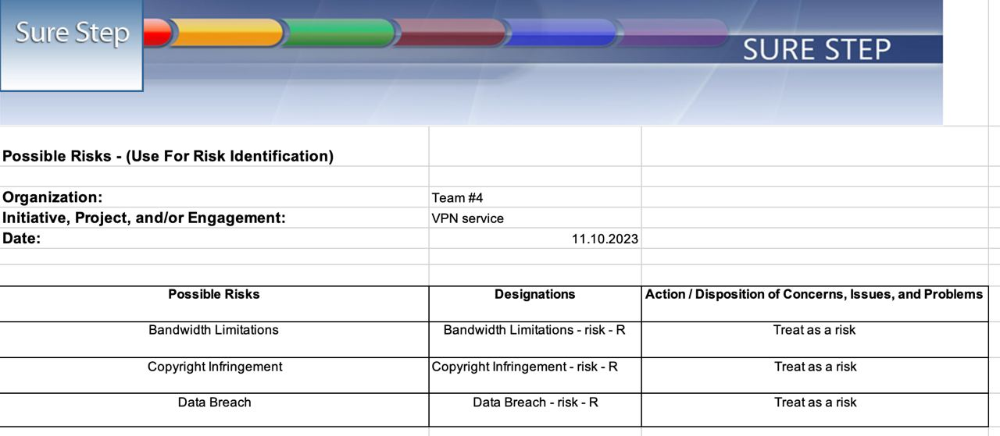 Sure Step
SURE STEP
Possible Risks - (Use For Risk Identification)
Organization: Team #4
Initiative, Project, and/or Engagement: VPN service
Date: 11.10.2023
Possible Risks Designations Action / Disposition of Concerns, Issues, and Problems
Bandwidth Limitations Bandwidth Limitations - risk - R Treat as a risk
Copyright Infringement Copyright Infringement - risk - R Treat as a risk
Data Breach Data Breach - risk - R Treat as a risk